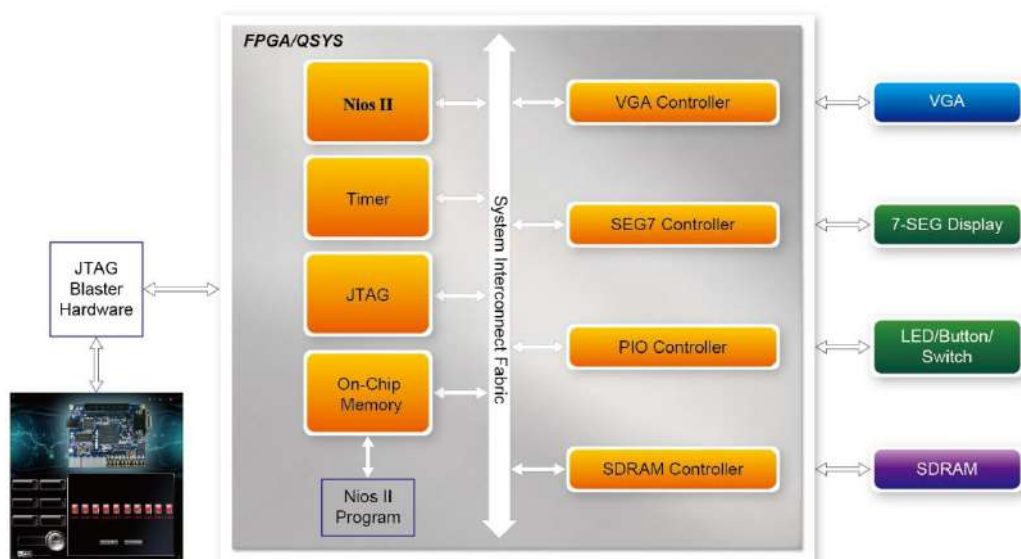 FPGA/QSYS
Nios II
Timer
JTAG
On-Chip
Memory
Nios II
Program
System Interconnect Fabric
VGA Controller
SEG7 Controller
PIO Controller
SDRAM Controller
VGA
7-SEG Display
LED/Button/
Switch
SDRAM
JTAG
Blaster
Hardware